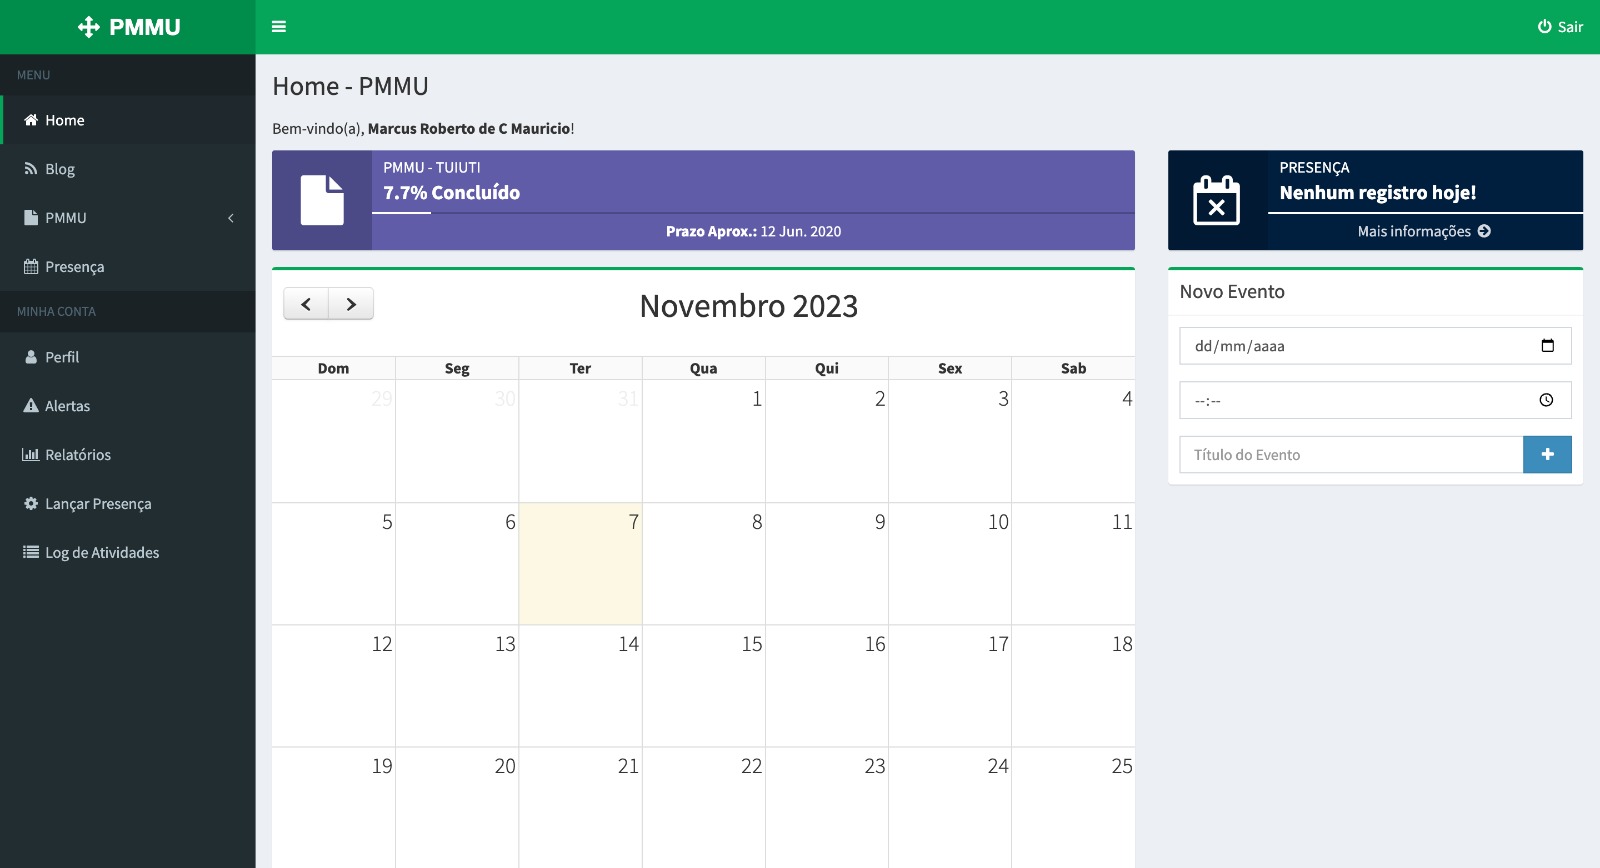 PMMU
Sair
MENU
Home
Blog
PMMU
Presença
MINHA CONTA
Perfil
Alertas
Relatórios
Lançar Presença
Log de Atividades
Home - PMMU
Bem-vindo(a), Marcus Roberto de C Mauricio!
PMMU - TUIUTI
7.7% Concluído
Prazo Aprox.: 12 Jun. 2020
PRESENÇA
Nenhum registro hoje!
Mais informações
Novembro 2023
Dom Seg Ter Qua Qui Sex Sab
29 30 31 1 2 3 4
5 6 7 8 9 10 11
12 13 14 15 16 17 18
19 20 21 22 23 24 25
Novo Evento
dd/mm/aaaa
--:--
Título do Evento